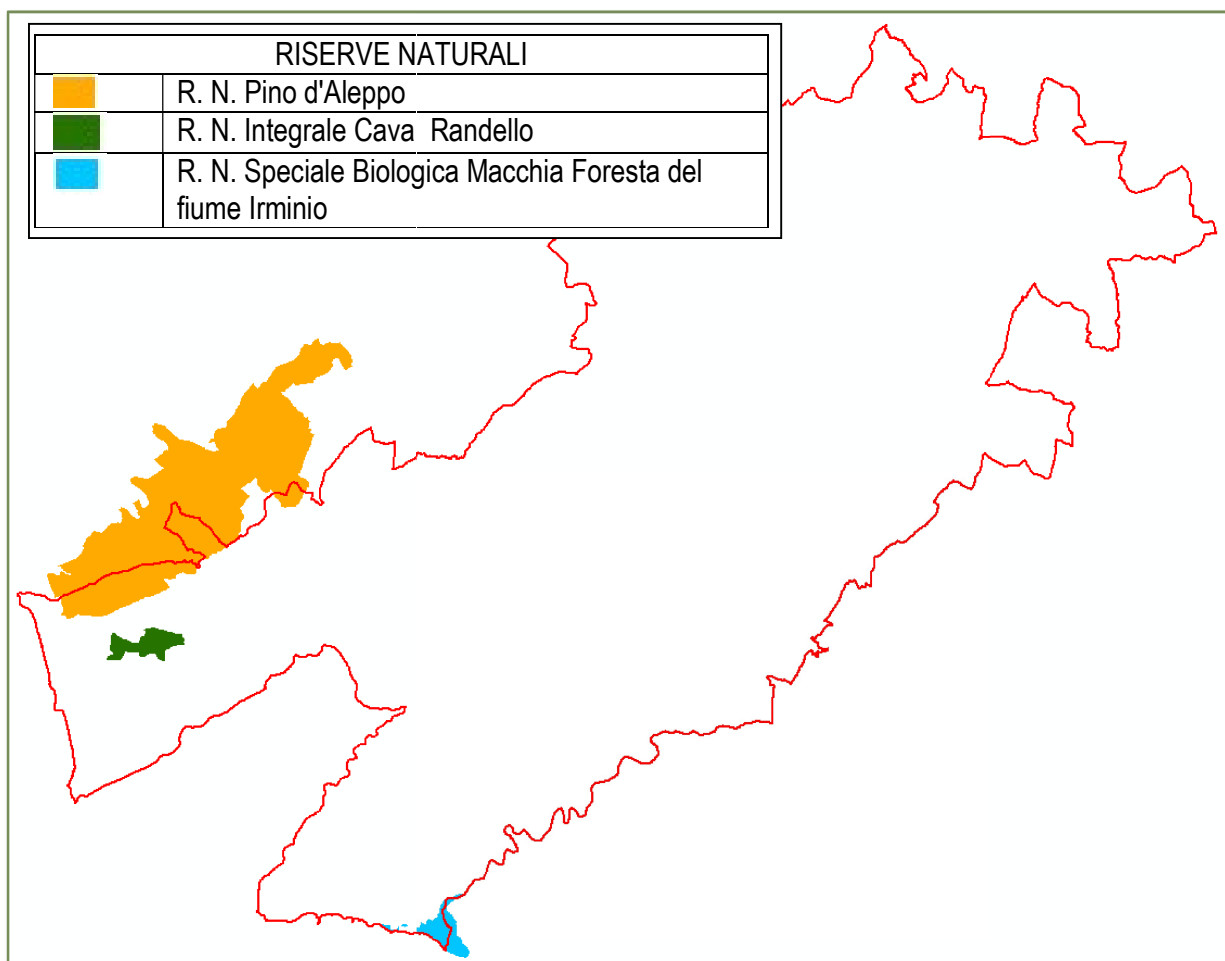 RISERVE NATURALI
R. N. Pino d'Aleppo
R. N. Integrale Cava Randello
R. N. Speciale Biologica Macchia Foresta del
fiume Irminio